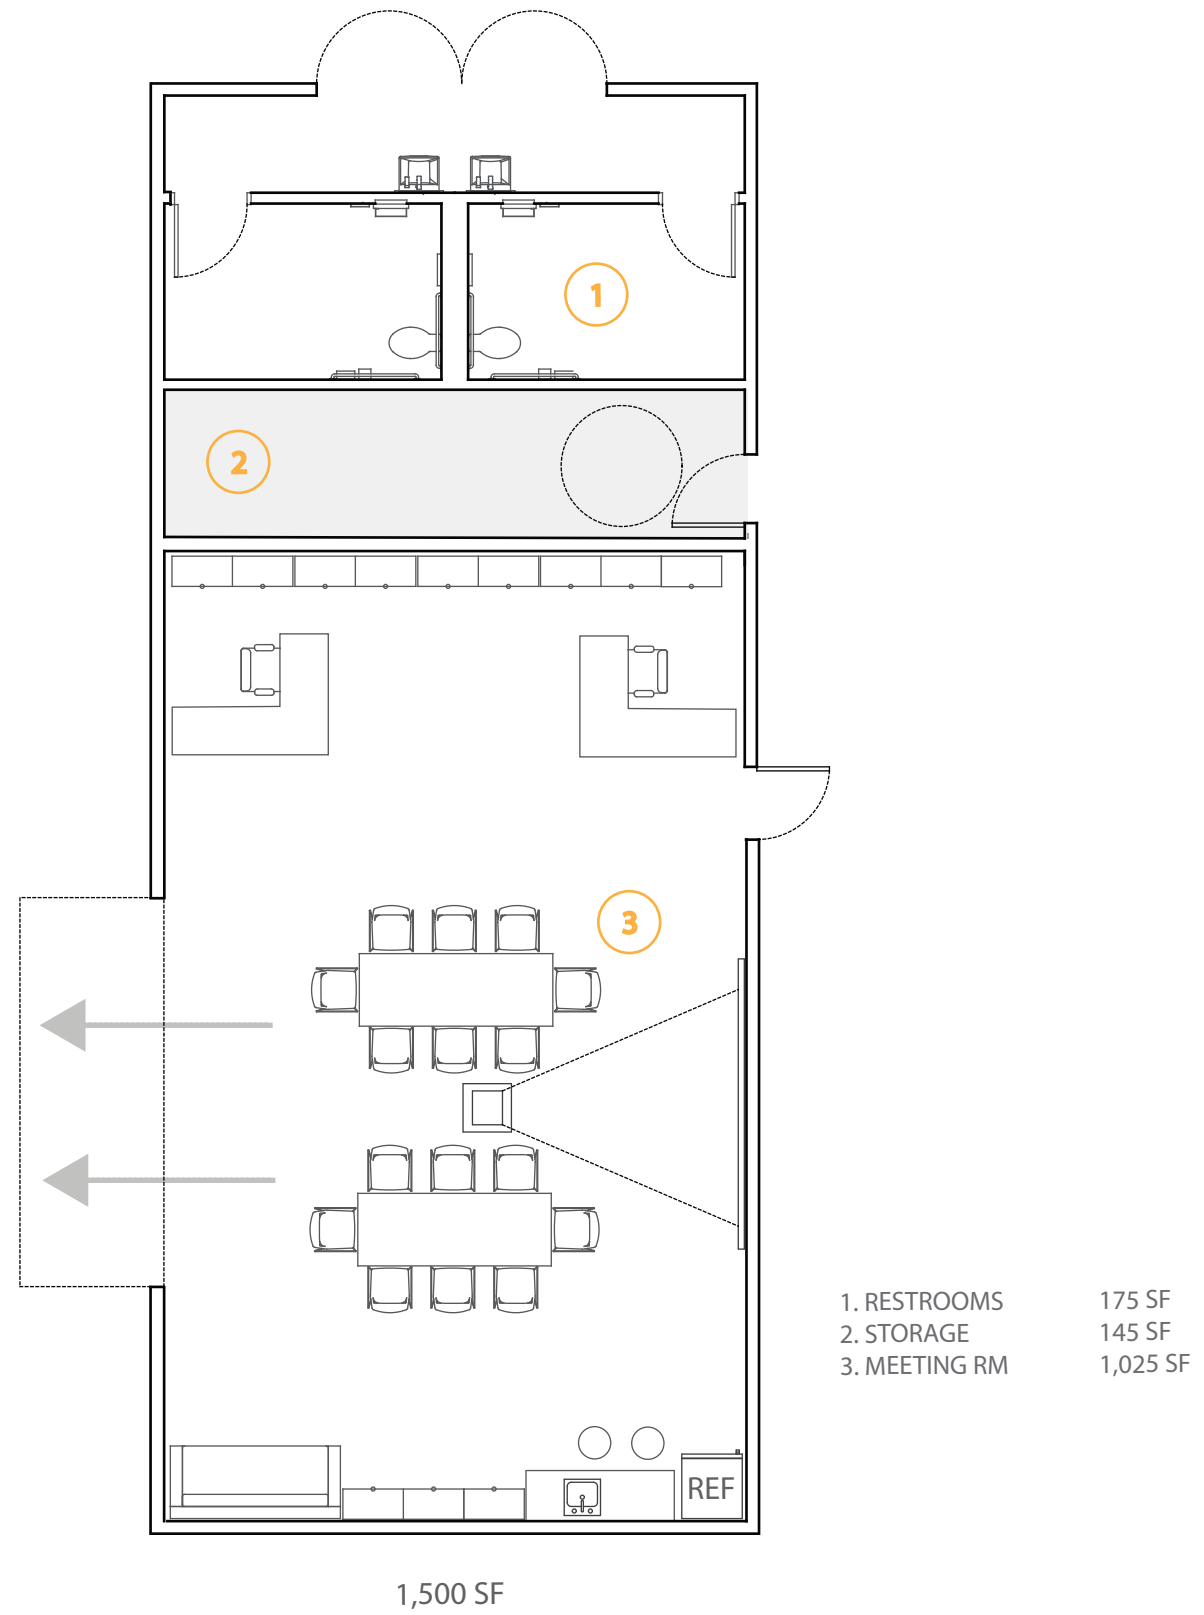 1
2
3
1. RESTROOMS 175 SF
2. STORAGE 145 SF
3. MEETING RM 1,025 SF
REF
1,500 SF